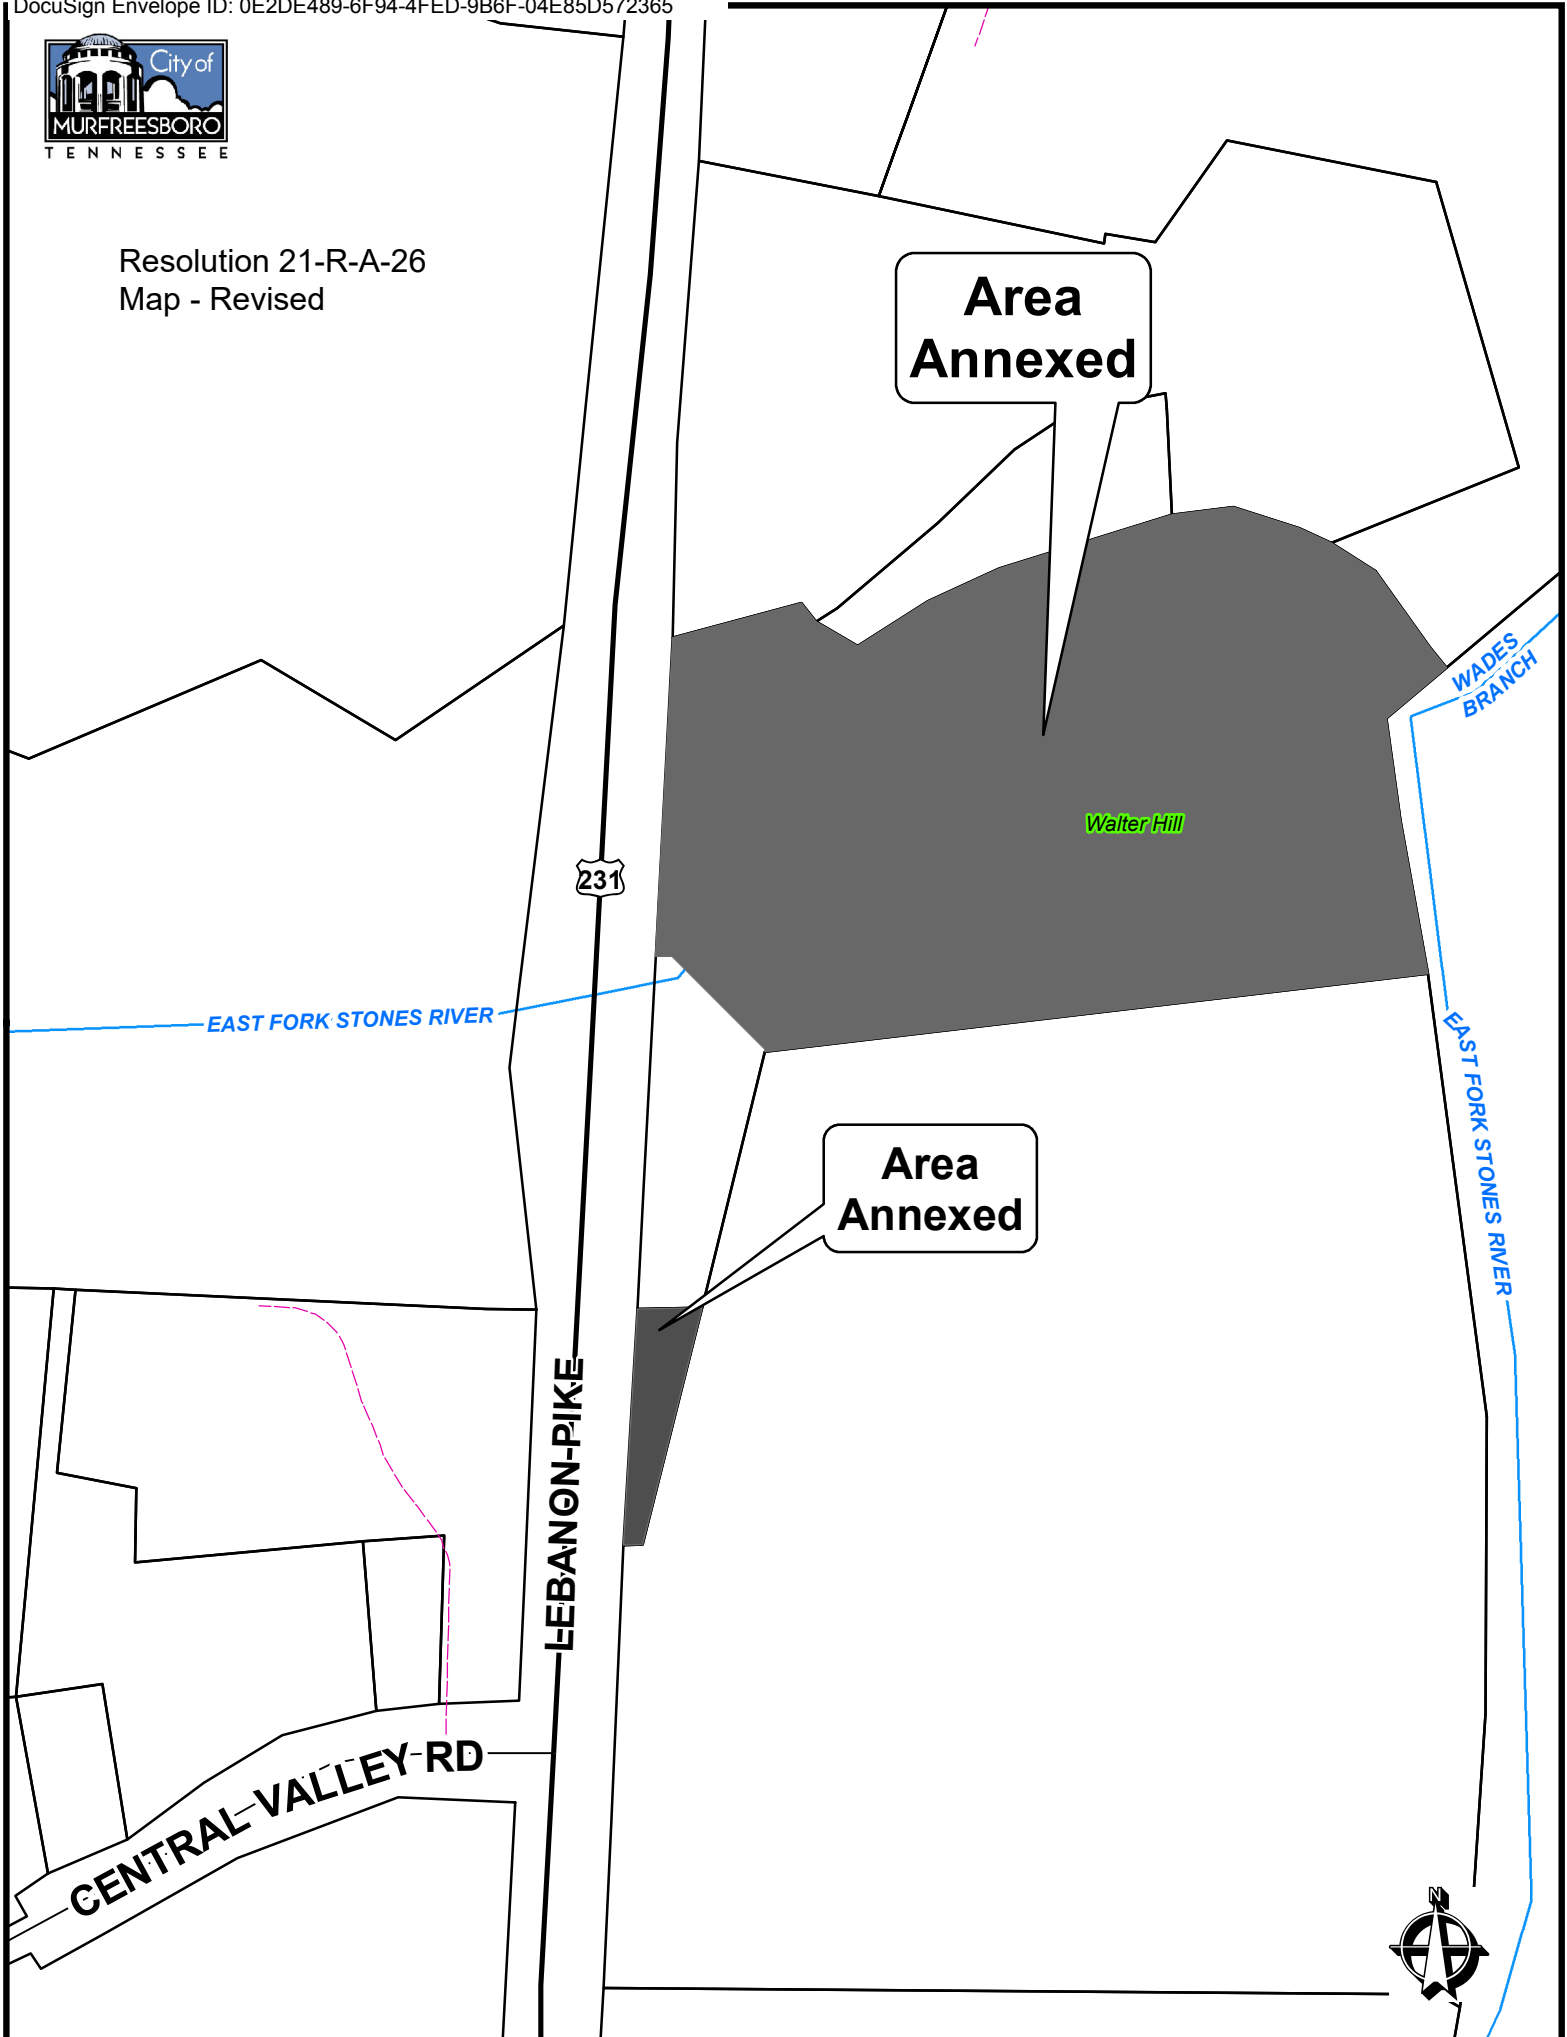 DocuSign Envelope ID: 0E2DE489-6F94-4FED-9B6F-04E85D572365
City of
MURFREESBORO
TENNESSEE
Resolution 21-R-A-26
Map - Revised
Area
Annexed
WADES
BRANCH
Walter Hill
231
EAST FORK STONES RIVER
EAST FORK STONES RIVER
Area
Annexed
LEBANON PIKE
CENTRAL VALLEY RD
N